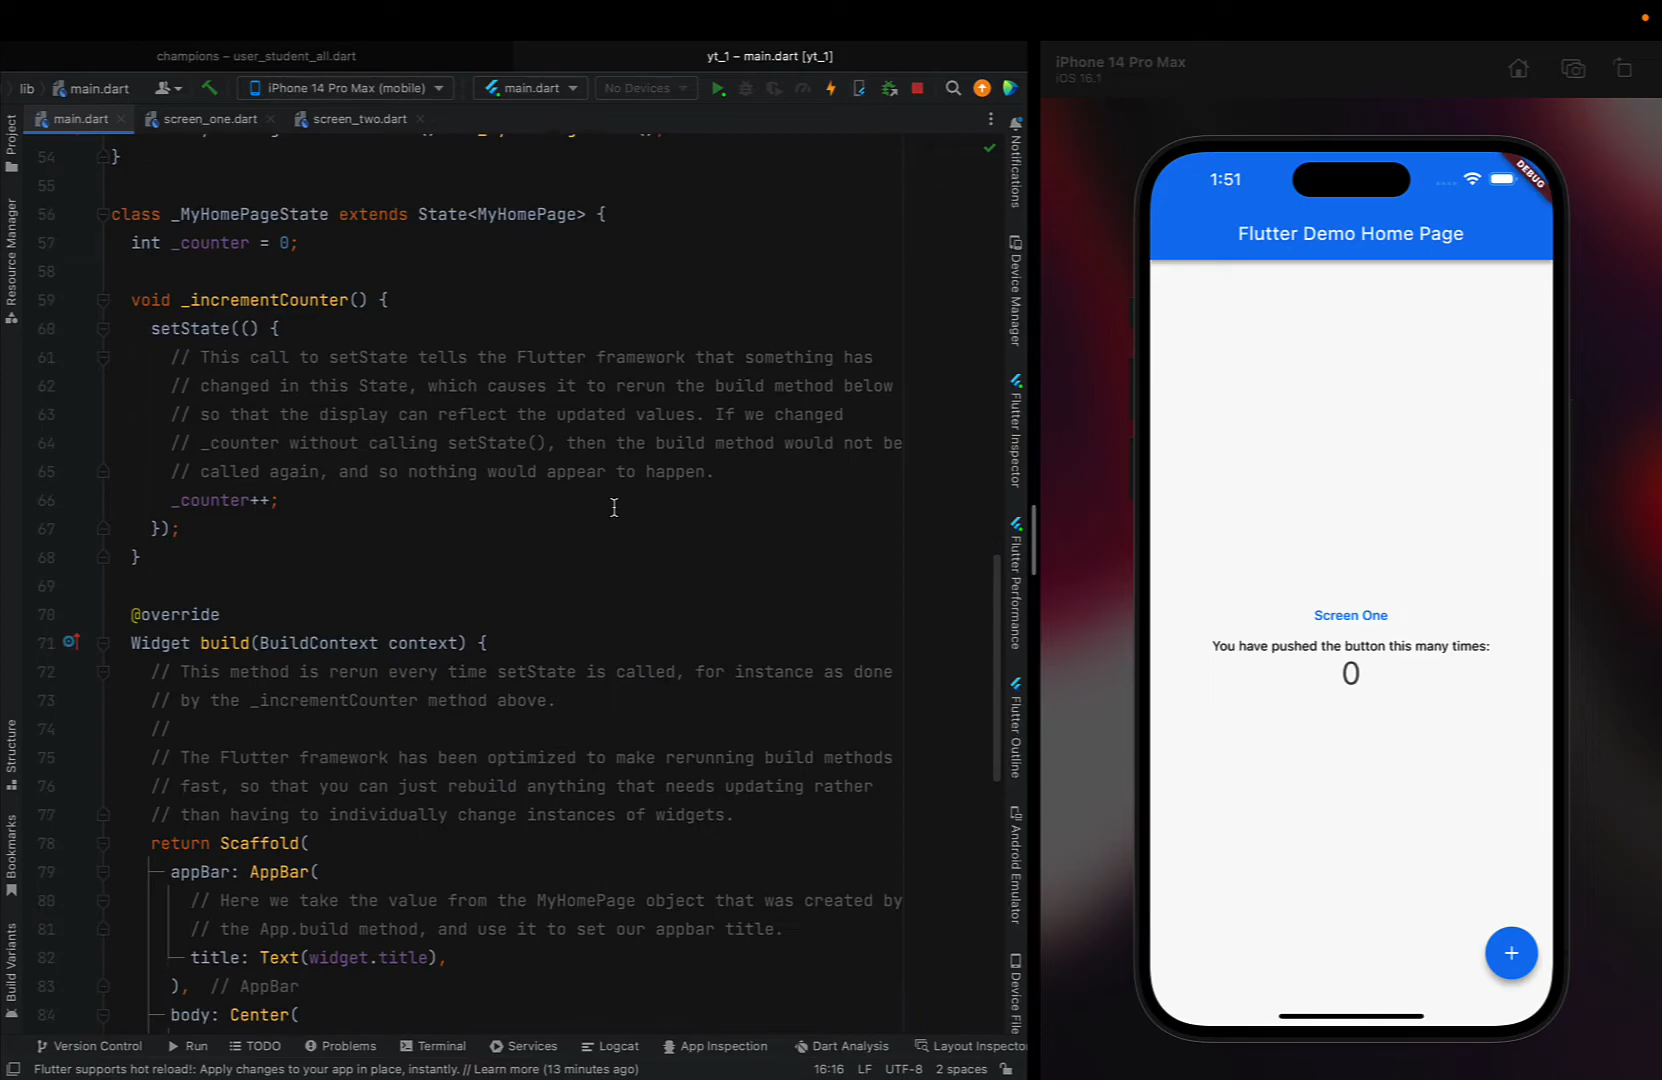 champions – user_student_all.dart
yt_1 – main.dart [yt_1]
lib
main.dart
iPhone 14 Pro Max (mobile)
main.dart
No Devices
main.dart
screen_one.dart
screen_two.dart
54 }
55
56 class _MyHomePageState extends State<MyHomePage> {
57 int _counter = 0;
58
59 void _incrementCounter() {
60 setState(() {
61 // This call to setState tells the Flutter framework that something has
62 // changed in this State, which causes it to rerun the build method below
63 // so that the display can reflect the updated values. If we changed
64 // _counter without calling setState(), then the build method would not be
65 // called again, and so nothing would appear to happen.
66 _counter++;
67 });
68 }
69
70 @override
71 Widget build(BuildContext context) {
72 // This method is rerun every time setState is called, for instance as done
73 // by the _incrementCounter method above.
74 //
75 // The Flutter framework has been optimized to make rerunning build methods
76 // fast, so that you can just rebuild anything that needs updating rather
77 // than having to individually change instances of widgets.
78 return Scaffold(
79 appBar: AppBar(
80 // Here we take the value from the MyHomePage object that was created by
81 // the App.build method, and use it to set our appbar title.
82 title: Text(widget.title),
83 ), // AppBar
84 body: Center(
Project
Resource Manager
Structure
Bookmarks
Build Variants
Notifications
Device Manager
Flutter Inspector
Flutter Performance
Flutter Outline
Android Emulator
Device File
Version Control
Run
TODO
Problems
Terminal
Services
Logcat
App Inspection
Dart Analysis
Layout Inspecto
Flutter supports hot reload!: Apply changes to your app in place, instantly. // Learn more (13 minutes ago)
16:16
LF
UTF-8
2 spaces
iPhone 14 Pro Max
iOS 16.1
1:51
DEBUG
Flutter Demo Home Page
Screen One
You have pushed the button this many times:
0
+